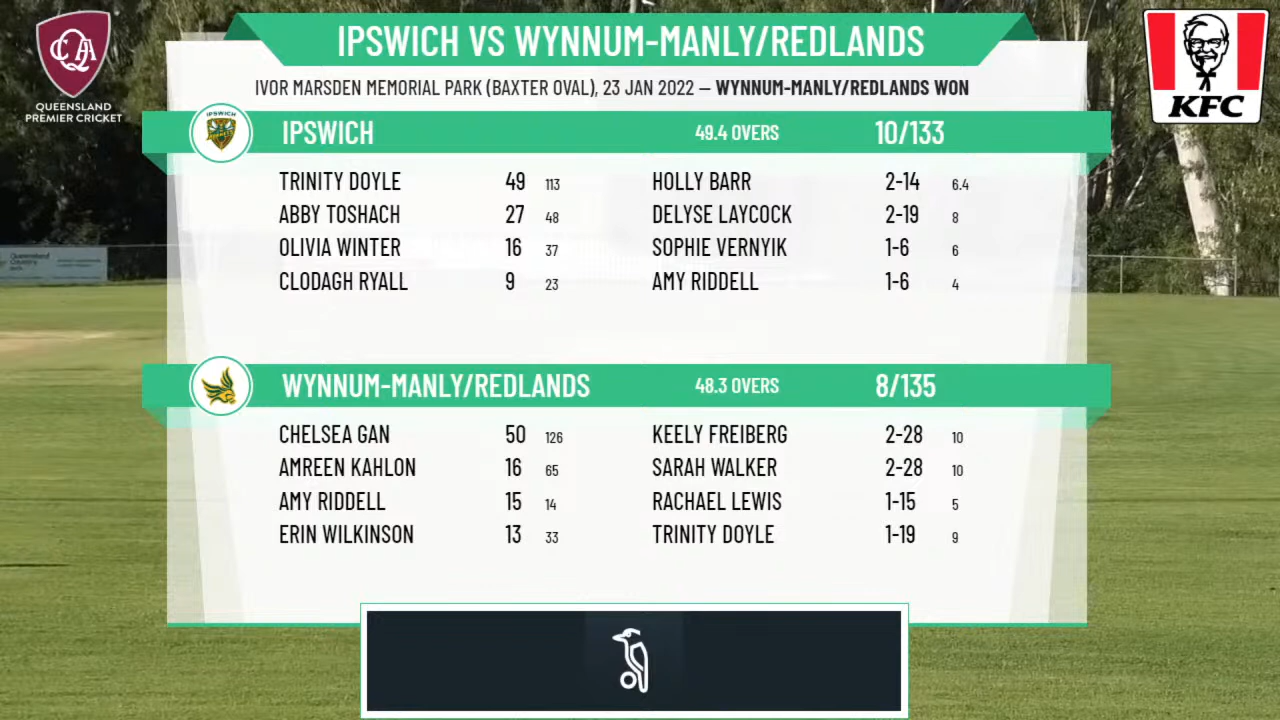 IPSWICH VS WYNNUM-MANLY/REDLANDS
IVOR MARSDEN MEMORIAL PARK (BAXTER OVAL), 23 JAN 2022 – WYNNUM-MANLY/REDLANDS WON
CQA
QUEENSLAND
PREMIER CRICKET
KFC
IPSWICH
IPSWICH 49.4 OVERS 10/133
TRINITY DOYLE 49 113 HOLLY BARR 2-14 6.4
ABBY TOSHACH 27 48 DELYSE LAYCOCK 2-19 8
OLIVIA WINTER 16 37 SOPHIE VERNYIK 1-6 6
CLODAGH RYALL 9 23 AMY RIDDELL 1-6 4
Queensland
Country
WYNNUM-MANLY/REDLANDS 48.3 OVERS 8/135
CHELSEA GAN 50 126 KEELY FREIBERG 2-28 10
AMREEN KAHLON 16 65 SARAH WALKER 2-28 10
AMY RIDDELL 15 14 RACHAEL LEWIS 1-15 5
ERIN WILKINSON 13 33 TRINITY DOYLE 1-19 9